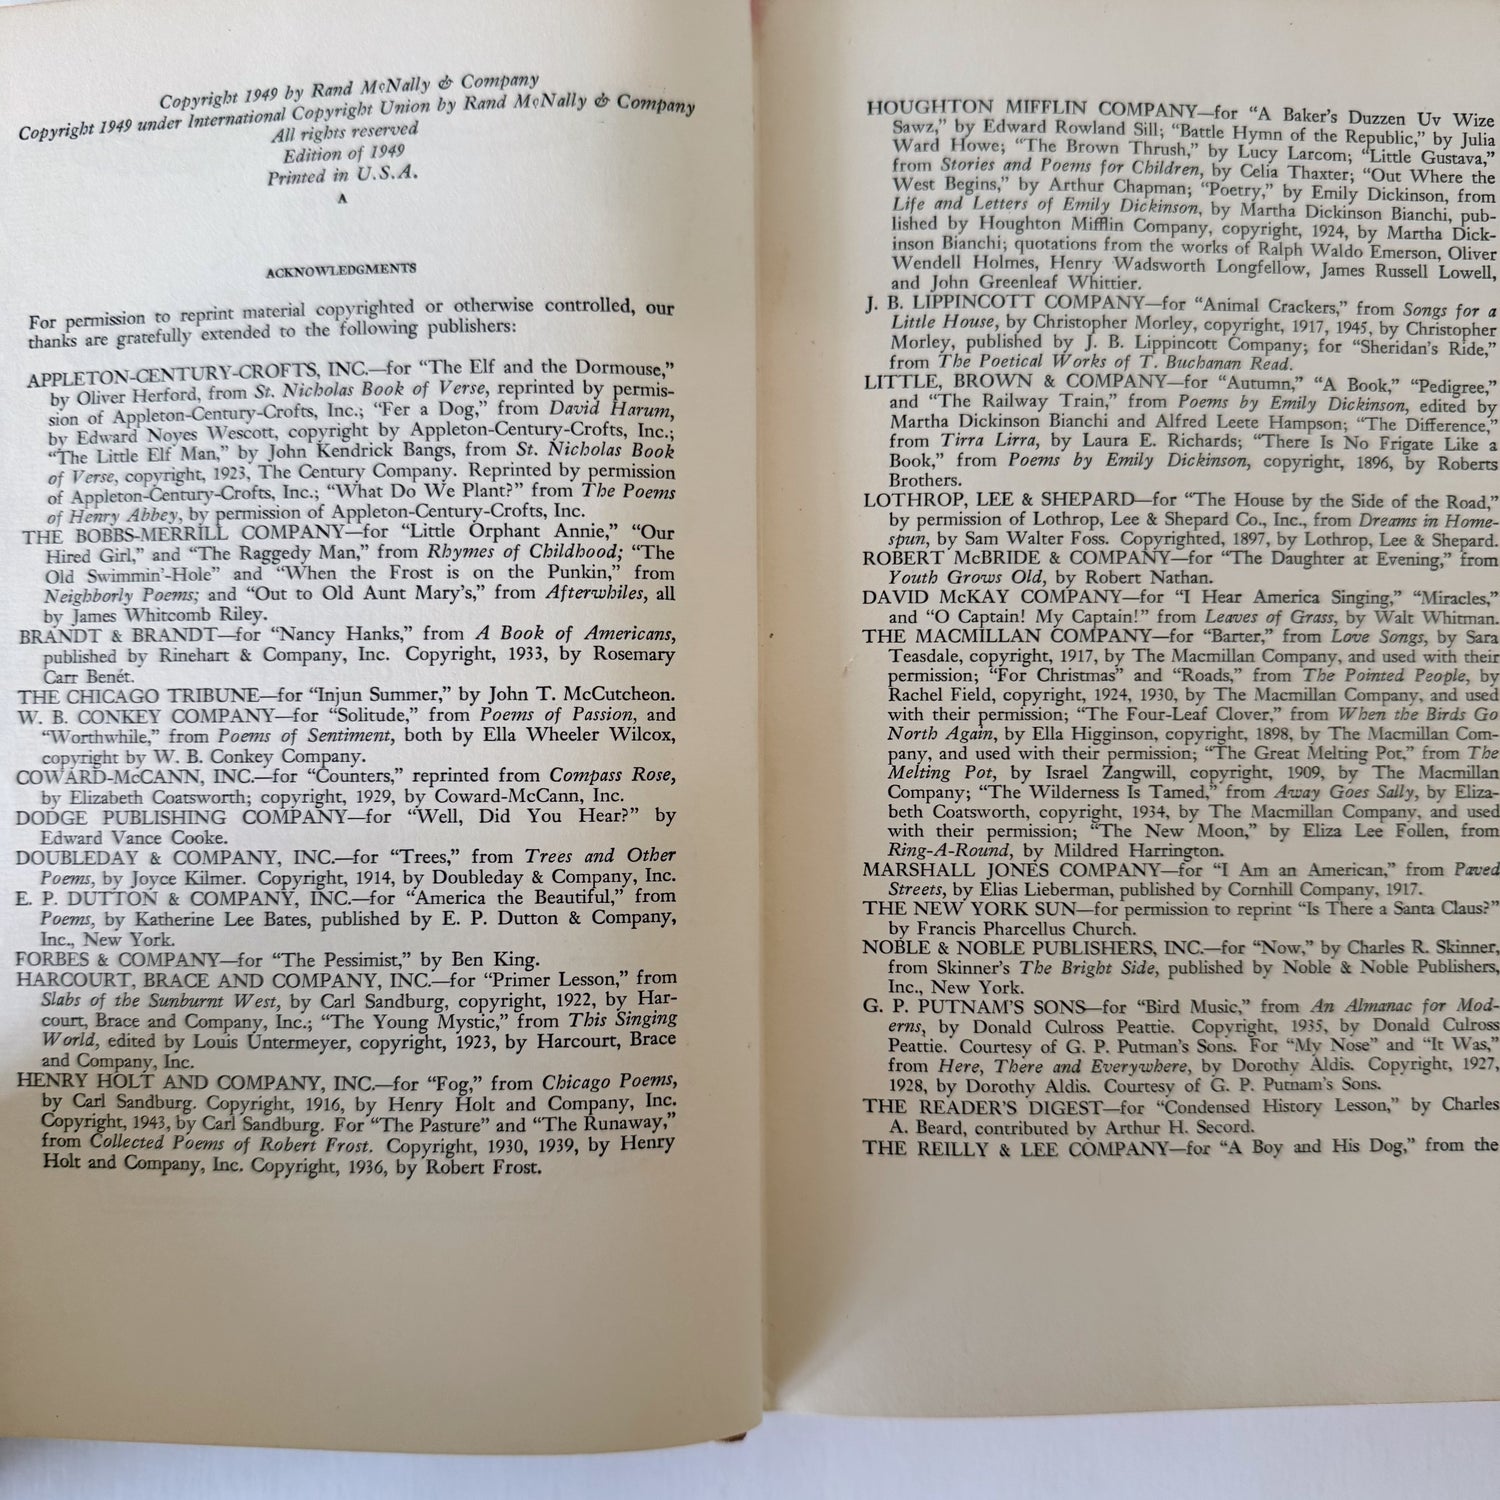 Copyright 1949 by Rand McNally & Company
Copyright 1949 under International Copyright Union by Rand McNally & Company
All rights reserved
Edition of 1949
Printed in U.S.A.
A
ACKNOWLEDGMENTS
For permission to reprint material copyrighted or otherwise controlled, our
thanks are gratefully extended to the following publishers:
APPLETON-CENTURY-CROFTS, INC.—for “The Elf and the Dormouse,”
by Oliver Herford, from St. Nicholas Book of Verse, reprinted by permis-
sion of Appleton-Century-Crofts, Inc.; “Fer a Dog,” from David Harum,
by Edward Noyes Wescott, copyright by Appleton-Century-Crofts, Inc.;
“The Little Elf Man,” by John Kendrick Bangs, from St. Nicholas Book
of Verse, copyright, 1923, The Century Company. Reprinted by permission
of Appleton-Century-Crofts, Inc.; “What Do We Plant?” from The Poems
of Henry Abbey, by permission of Appleton-Century-Crofts, Inc.
THE BOBBS-MERRILL COMPANY—for “Little Orphant Annie,” “Our
Hired Girl,” and “The Raggedy Man,” from Rhymes of Childhood; “The
Old Swimmin’-Hole” and “When the Frost is on the Punkin,” from
Neighborly Poems; and “Out to Old Aunt Mary’s,” from Afterwhiles, all
by James Whitcomb Riley.
BRANDT & BRANDT—for “Nancy Hanks,” from A Book of Americans,
published by Rinehart & Company, Inc. Copyright, 1933, by Rosemary
Carr Benét.
THE CHICAGO TRIBUNE—for “Injun Summer,” by John T. McCutcheon.
W. B. CONKEY COMPANY—for “Solitude,” from Poems of Passion, and
“Worthwhile,” from Poems of Sentiment, both by Ella Wheeler Wilcox,
copyright by W. B. Conkey Company.
COWARD-McCANN, INC.—for “Counters,” reprinted from Compass Rose,
by Elizabeth Coatsworth; copyright, 1929, by Coward-McCann, Inc.
DODGE PUBLISHING COMPANY—for “Well, Did You Hear?” by
Edward Vance Cooke.
DOUBLEDAY & COMPANY, INC.—for “Trees,” from Trees and Other
Poems, by Joyce Kilmer. Copyright, 1914, by Doubleday & Company, Inc.
E. P. DUTTON & COMPANY, INC.—for “America the Beautiful,” from
Poems, by Katherine Lee Bates, published by E. P. Dutton & Company,
Inc., New York.
FORBES & COMPANY—for “The Pessimist,” by Ben King.
HARCOURT, BRACE AND COMPANY, INC.—for “Primer Lesson,” from
Slabs of the Sunburnt West, by Carl Sandburg, copyright, 1922, by Har-
court, Brace and Company, Inc.; “The Young Mystic,” from This Singing
World, edited by Louis Untermeyer, copyright, 1923, by Harcourt, Brace
and Company, Inc.
HENRY HOLT AND COMPANY, INC.—for “Fog,” from Chicago Poems,
by Carl Sandburg. Copyright, 1916, by Henry Holt and Company, Inc.
Copyright, 1943, by Carl Sandburg. For “The Pasture” and “The Runaway,”
from Collected Poems of Robert Frost. Copyright, 1930, 1939, by Henry
Holt and Company, Inc. Copyright, 1936, by Robert Frost.
HOUGHTON MIFFLIN COMPANY—for “A Baker’s Duzzen Uv Wize
Sawz,” by Edward Rowland Sill; “Battle Hymn of the Republic,” by Julia
Ward Howe; “The Brown Thrush,” by Lucy Larcom; “Little Gustava,”
from Stories and Poems for Children, by Celia Thaxter; “Out Where the
West Begins,” by Arthur Chapman; “Poetry,” by Emily Dickinson, from
Life and Letters of Emily Dickinson, by Martha Dickinson Bianchi, pub-
lished by Houghton Mifflin Company, copyright, 1924, by Martha Dick-
inson Bianchi; quotations from the works of Ralph Waldo Emerson, Oliver
Wendell Holmes, Henry Wadsworth Longfellow, James Russell Lowell,
and John Greenleaf Whittier.
J. B. LIPPINCOTT COMPANY—for “Animal Crackers,” from Songs for a
Little House, by Christopher Morley, copyright, 1917, 1945, by Christopher
Morley, published by J. B. Lippincott Company; for “Sheridan’s Ride,”
from The Poetical Works of T. Buchanan Read.
LITTLE, BROWN & COMPANY—for “Autumn,” “A Book,” “Pedigree,”
and “The Railway Train,” from Poems by Emily Dickinson, edited by
Martha Dickinson Bianchi and Alfred Leete Hampson; “The Difference,”
from Tirra Lirra, by Laura E. Richards; “There Is No Frigate Like a
Book,” from Poems by Emily Dickinson, copyright, 1896, by Roberts
Brothers.
LOTHROP, LEE & SHEPARD—for “The House by the Side of the Road,”
by permission of Lothrop, Lee & Shepard Co., Inc., from Dreams in Home-
spun, by Sam Walter Foss. Copyrighted, 1897, by Lothrop, Lee & Shepard.
ROBERT McBRIDE & COMPANY—for “The Daughter at Evening,” from
Youth Grows Old, by Robert Nathan.
DAVID McKAY COMPANY—for “I Hear America Singing,” “Miracles,”
and “O Captain! My Captain!” from Leaves of Grass, by Walt Whitman.
THE MACMILLAN COMPANY—for “Barter,” from Love Songs, by Sara
Teasdale, copyright, 1917, by The Macmillan Company, and used with their
permission; “For Christmas” and “Roads,” from The Pointed People, by
Rachel Field, copyright, 1924, 1930, by The Macmillan Company, and used
with their permission; “The Four-Leaf Clover,” from When the Birds Go
North Again, by Ella Higginson, copyright, 1898, by The Macmillan Com-
pany, and used with their permission; “The Great Melting Pot,” from The
Melting Pot, by Israel Zangwill, copyright, 1909, by The Macmillan
Company; “The Wilderness Is Tamed,” from Away Goes Sally, by Eliza-
beth Coatsworth, copyright, 1934, by The Macmillan Company, and used
with their permission; “The New Moon,” by Eliza Lee Follen, from
Ring-A-Round, by Mildred Harrington.
MARSHALL JONES COMPANY—for “I Am an American,” from Paved
Streets, by Elias Lieberman, published by Cornhill Company, 1917.
THE NEW YORK SUN—for permission to reprint “Is There a Santa Claus?”
by Francis Pharcellus Church.
NOBLE & NOBLE PUBLISHERS, INC.—for “Now,” by Charles R. Skinner,
from Skinner’s The Bright Side, published by Noble & Noble Publishers,
Inc., New York.
G. P. PUTNAM’S SONS—for “Bird Music,” from An Almanac for Mod-
erns, by Donald Culross Peattie. Copyright, 1935, by Donald Culross
Peattie. Courtesy of G. P. Putman’s Sons. For “My Nose” and “It Was,”
from Here, There and Everywhere, by Dorothy Aldis. Copyright, 1927,
1928, by Dorothy Aldis. Courtesy of G. P. Putnam’s Sons.
THE READER’S DIGEST—for “Condensed History Lesson,” by Charles
A. Beard, contributed by Arthur H. Secord.
THE REILLY & LEE COMPANY—for “A Boy and His Dog,” from the